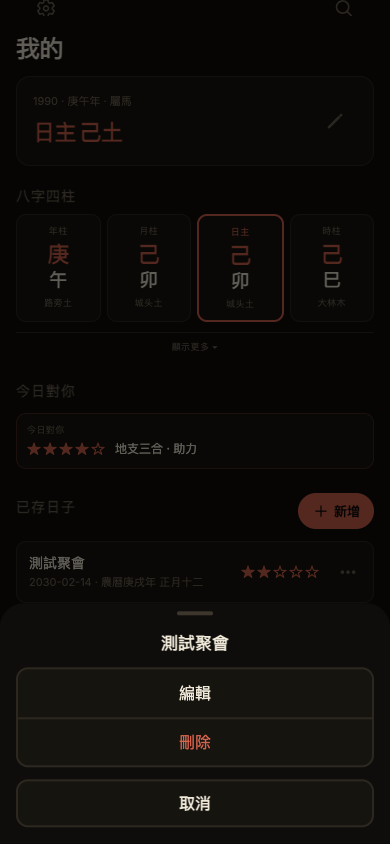 我的
1990 · 庚午年 · 屬馬
日主 己土
八字四柱
年柱 月柱 日主 時柱
庚 己 己 己
午 卯 卯 巳
路旁土 城头土 城头土 大林木
顯示更多
今日對你
今日對你
★★★★☆ 地支三合 · 助力
已存日子
+ 新增
測試聚會
2030-02-14 · 農曆庚戌年 正月十二
★★☆☆☆ •••
測試聚會
編輯
刪除
取消